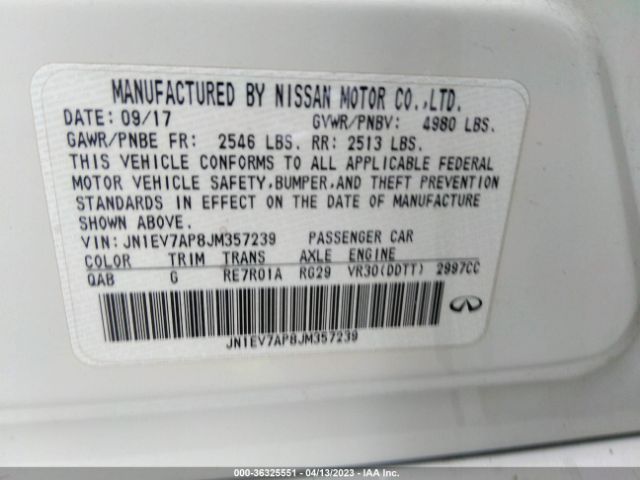 MANUFACTURED BY NISSAN MOTOR CO.,LTD.
DATE: 09/17 GVWR/PNBV: 4980 LBS.
GAWR/PNBE FR: 2546 LBS. RR: 2513 LBS.
THIS VEHICLE CONFORMS TO ALL APPLICABLE FEDERAL
MOTOR VEHICLE SAFETY,BUMPER,AND THEFT PREVENTION
STANDARDS IN EFFECT ON THE DATE OF MANUFACTURE
SHOWN ABOVE.
VIN: JN1EV7AP8JM357239 PASSENGER CAR
COLOR TRIM TRANS AXLE ENGINE
QAB G RE7R01A RG29 VR30(DDTT) 2997CC
JN1EV7AP8JM357239
000-36325551 - 04/13/2023 - IAA Inc.